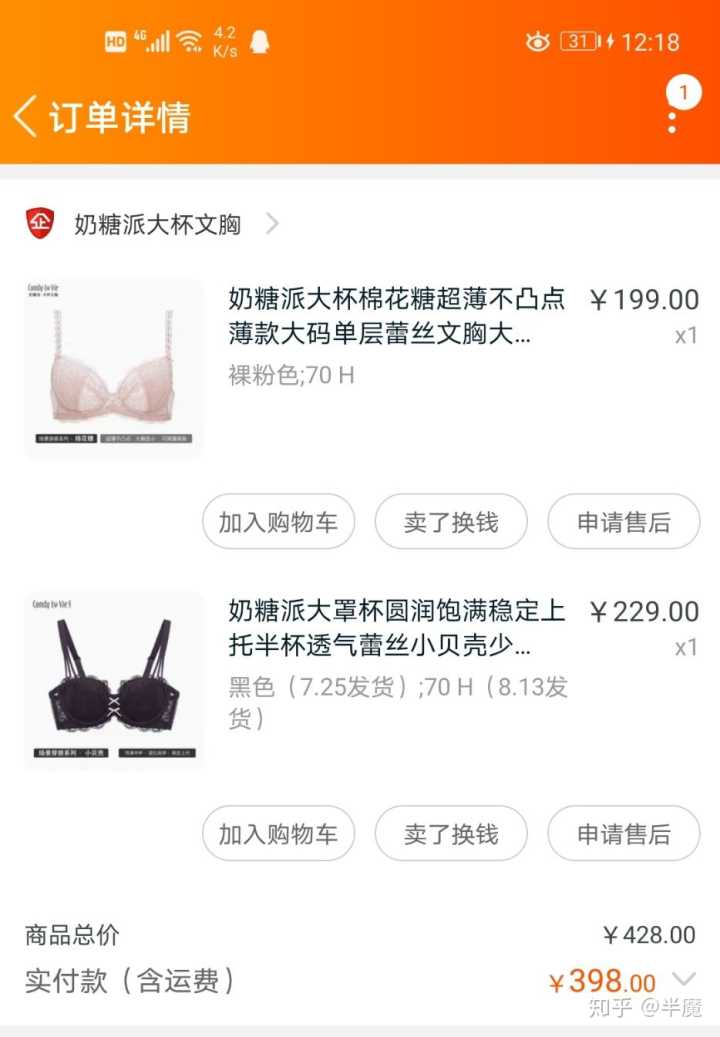 HD 4G 4.2 K/s 31 12:18
订单详情
1
企 奶糖派大杯文胸
奶糖派大杯棉花糖超薄不凸点 ￥199.00
薄款大码单层蕾丝文胸大... x1
裸粉色;70 H
加入购物车 卖了换钱 申请售后
奶糖派大罩杯圆润饱满稳定上 ￥229.00
托半杯透气蕾丝小贝壳少... x1
黑色（7.25发货）;70 H（8.13发
货）
加入购物车 卖了换钱 申请售后
商品总价 ￥428.00
实付款（含运费） ￥398.00
知乎 @半魔